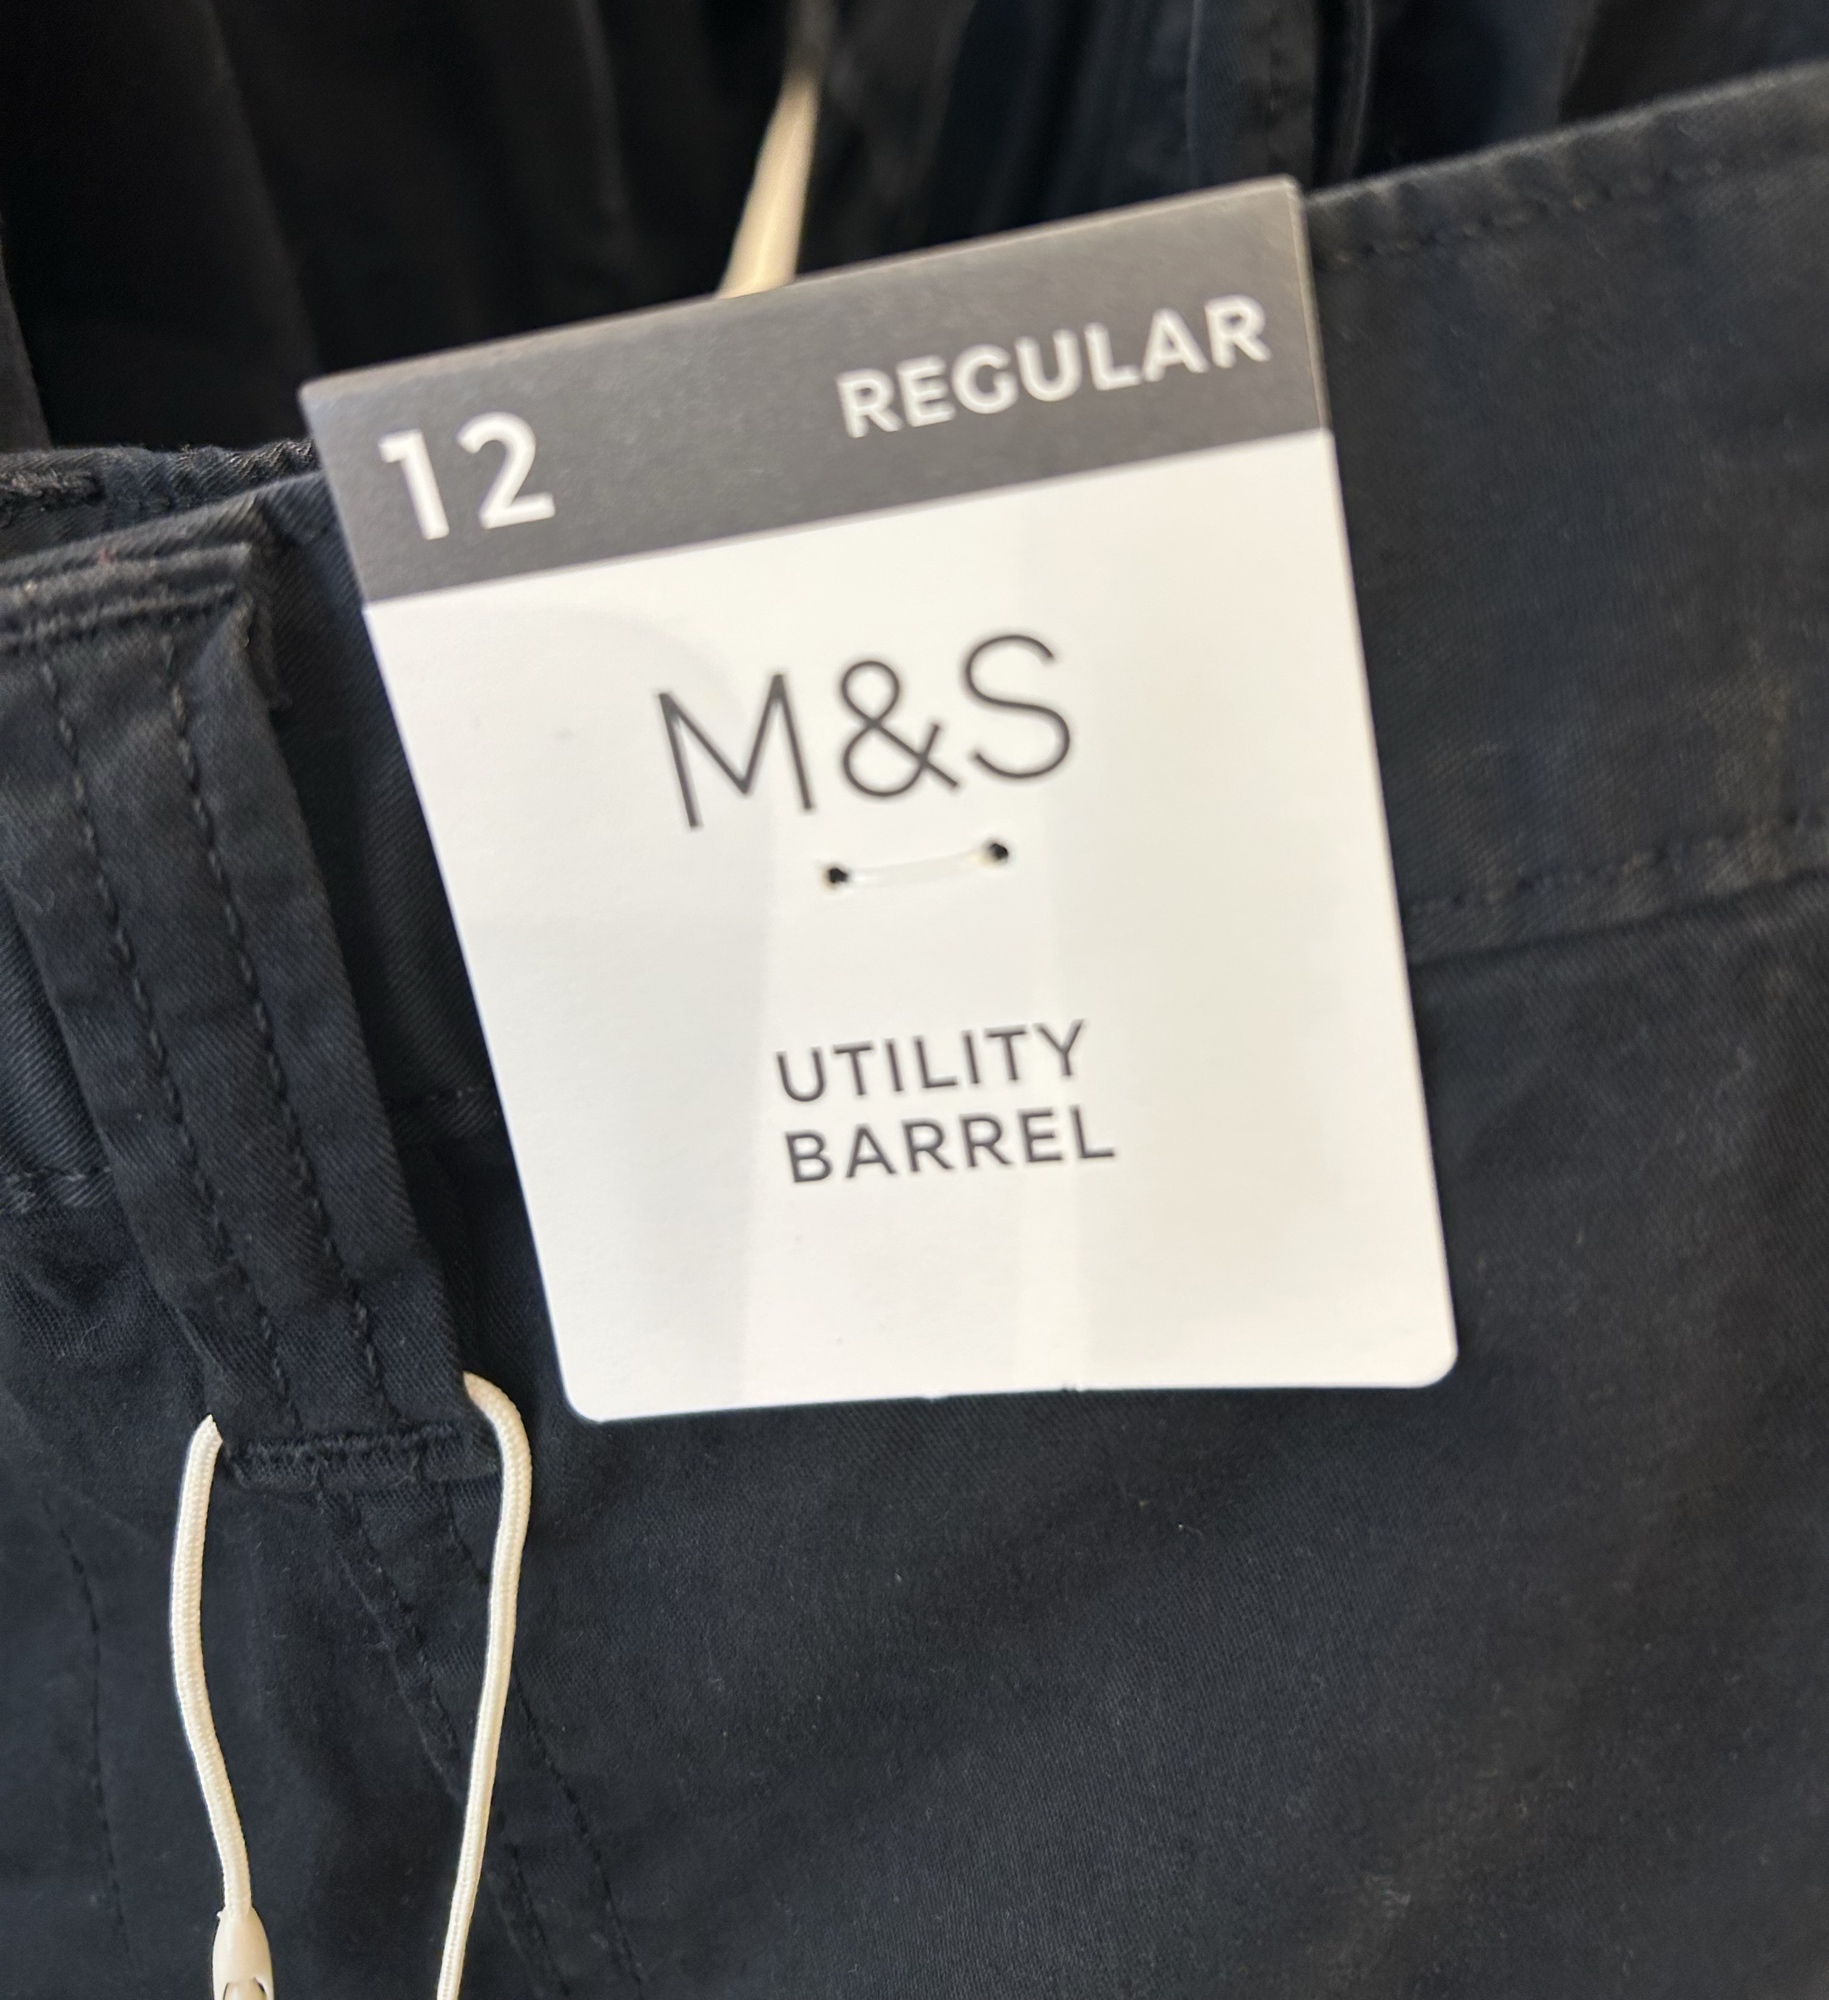 12 REGULAR
M&S
UTILITY
BARREL